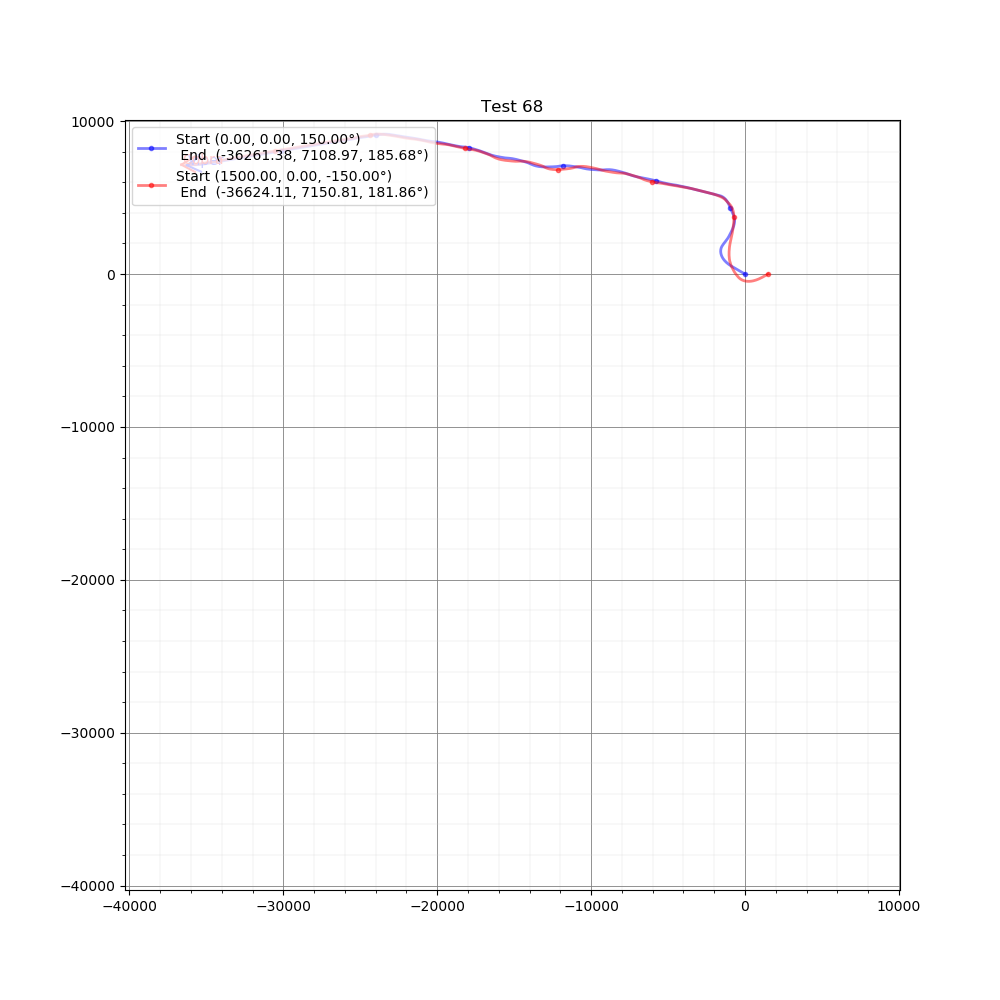 Test 68
Start (0.00, 0.00, 150.00°)
End (-36261.38, 7108.97, 185.68°)
Start (1500.00, 0.00, -150.00°)
End (-36624.11, 7150.81, 181.86°)
10000
0
−10000
−20000
−30000
−40000
−40000 −30000 −20000 −10000 0 10000